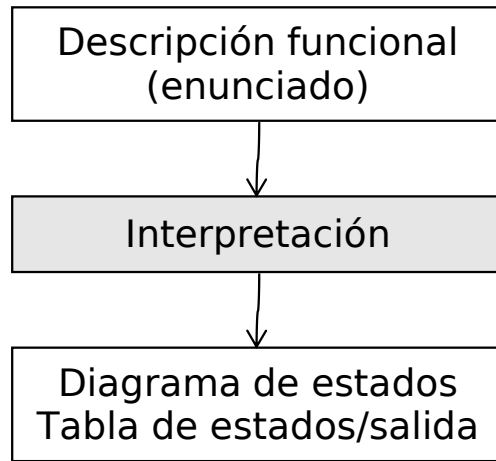 Descripción funcional
(enunciado)
Interpretación
Diagrama de estados
Tabla de estados/salida